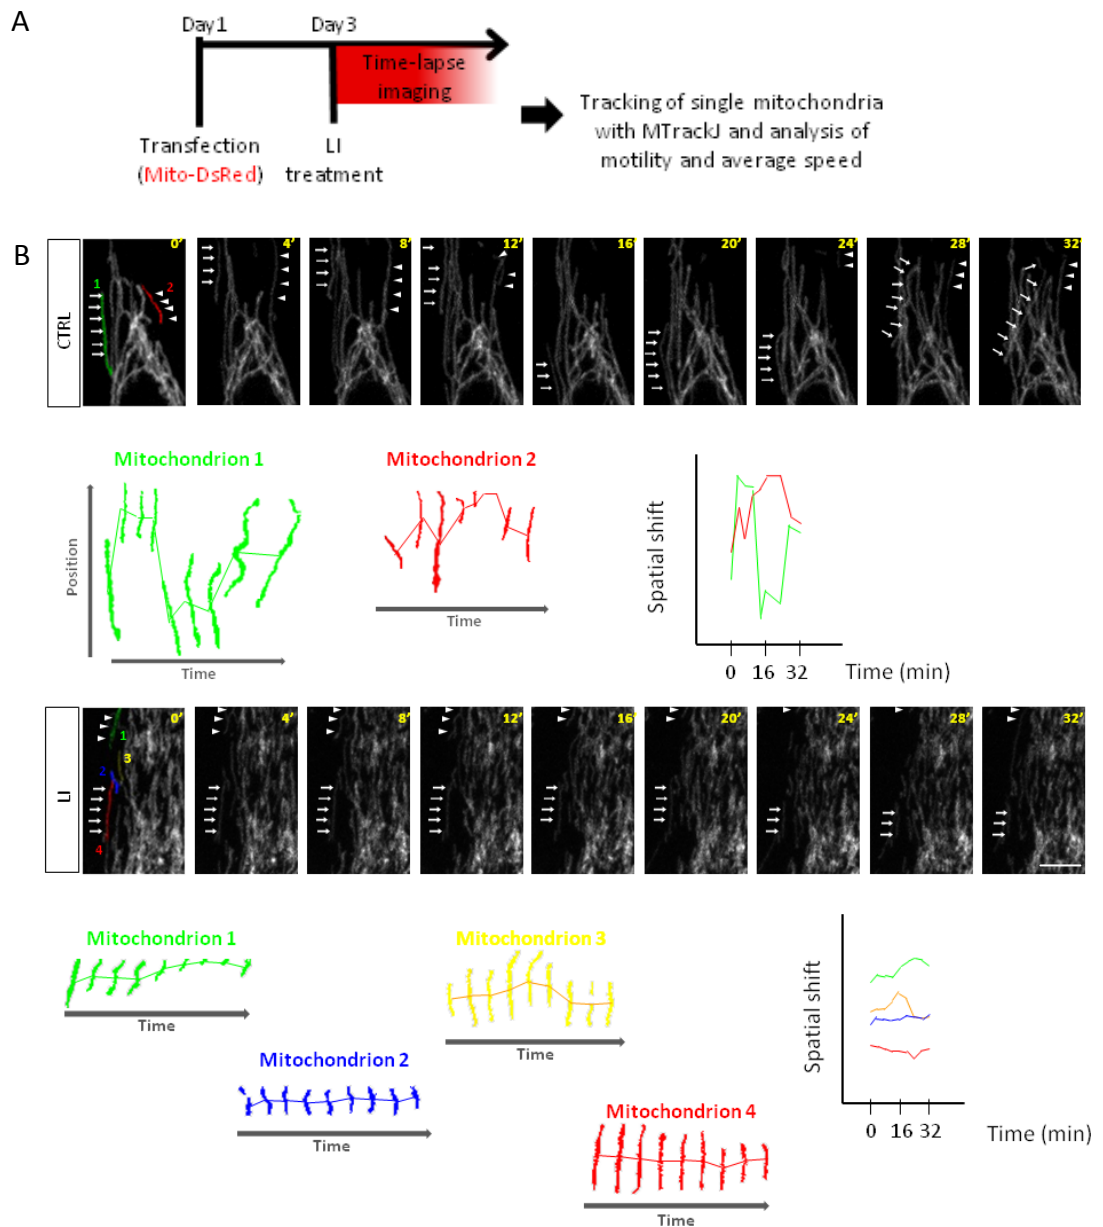 A
Day 1
Day 3
Time-lapse
imaging
Transfection
(Mito-DsRed)
LI
treatment
Tracking of single mitochondria
with MTrackJ and analysis of
motility and average speed
B
CTRL
0’
4’
8’
12’
16’
20’
24’
28’
32’
1
2
Mitochondrion 1
Position
Time
Mitochondrion 2
Time
Spatial shift
0
16
32
Time (min)
LI
0’
4’
8’
12’
16’
20’
24’
28’
32’
1
3
2
4
Mitochondrion 1
Time
Mitochondrion 3
Time
Mitochondrion 2
Time
Mitochondrion 4
Time
Spatial shift
0
16
32
Time (min)